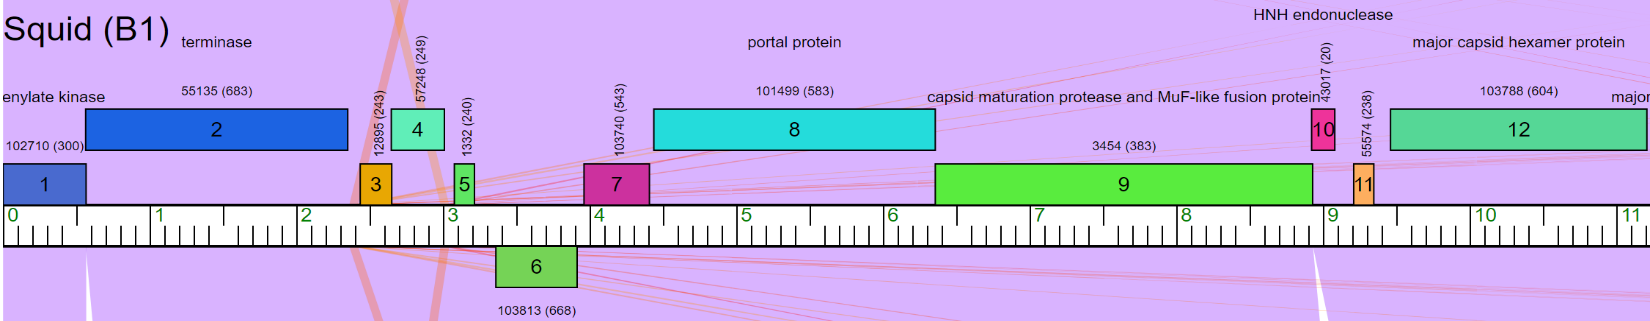 Squid (B1)
terminase
portal protein
HNH endonuclease
major capsid hexamer protein
enylate kinase
capsid maturation protease and MuF-like fusion protein
major
55135 (683)
57248 (249)
101499 (583)
43017 (20)
103788 (604)
2
4
8
10
12
102710 (300)
12895 (243)
1332 (240)
103740 (543)
3454 (383)
55574 (238)
1
3
5
7
9
11
0 1 2 3 4 5 6 7 8 9 10 11
6
103813 (668)